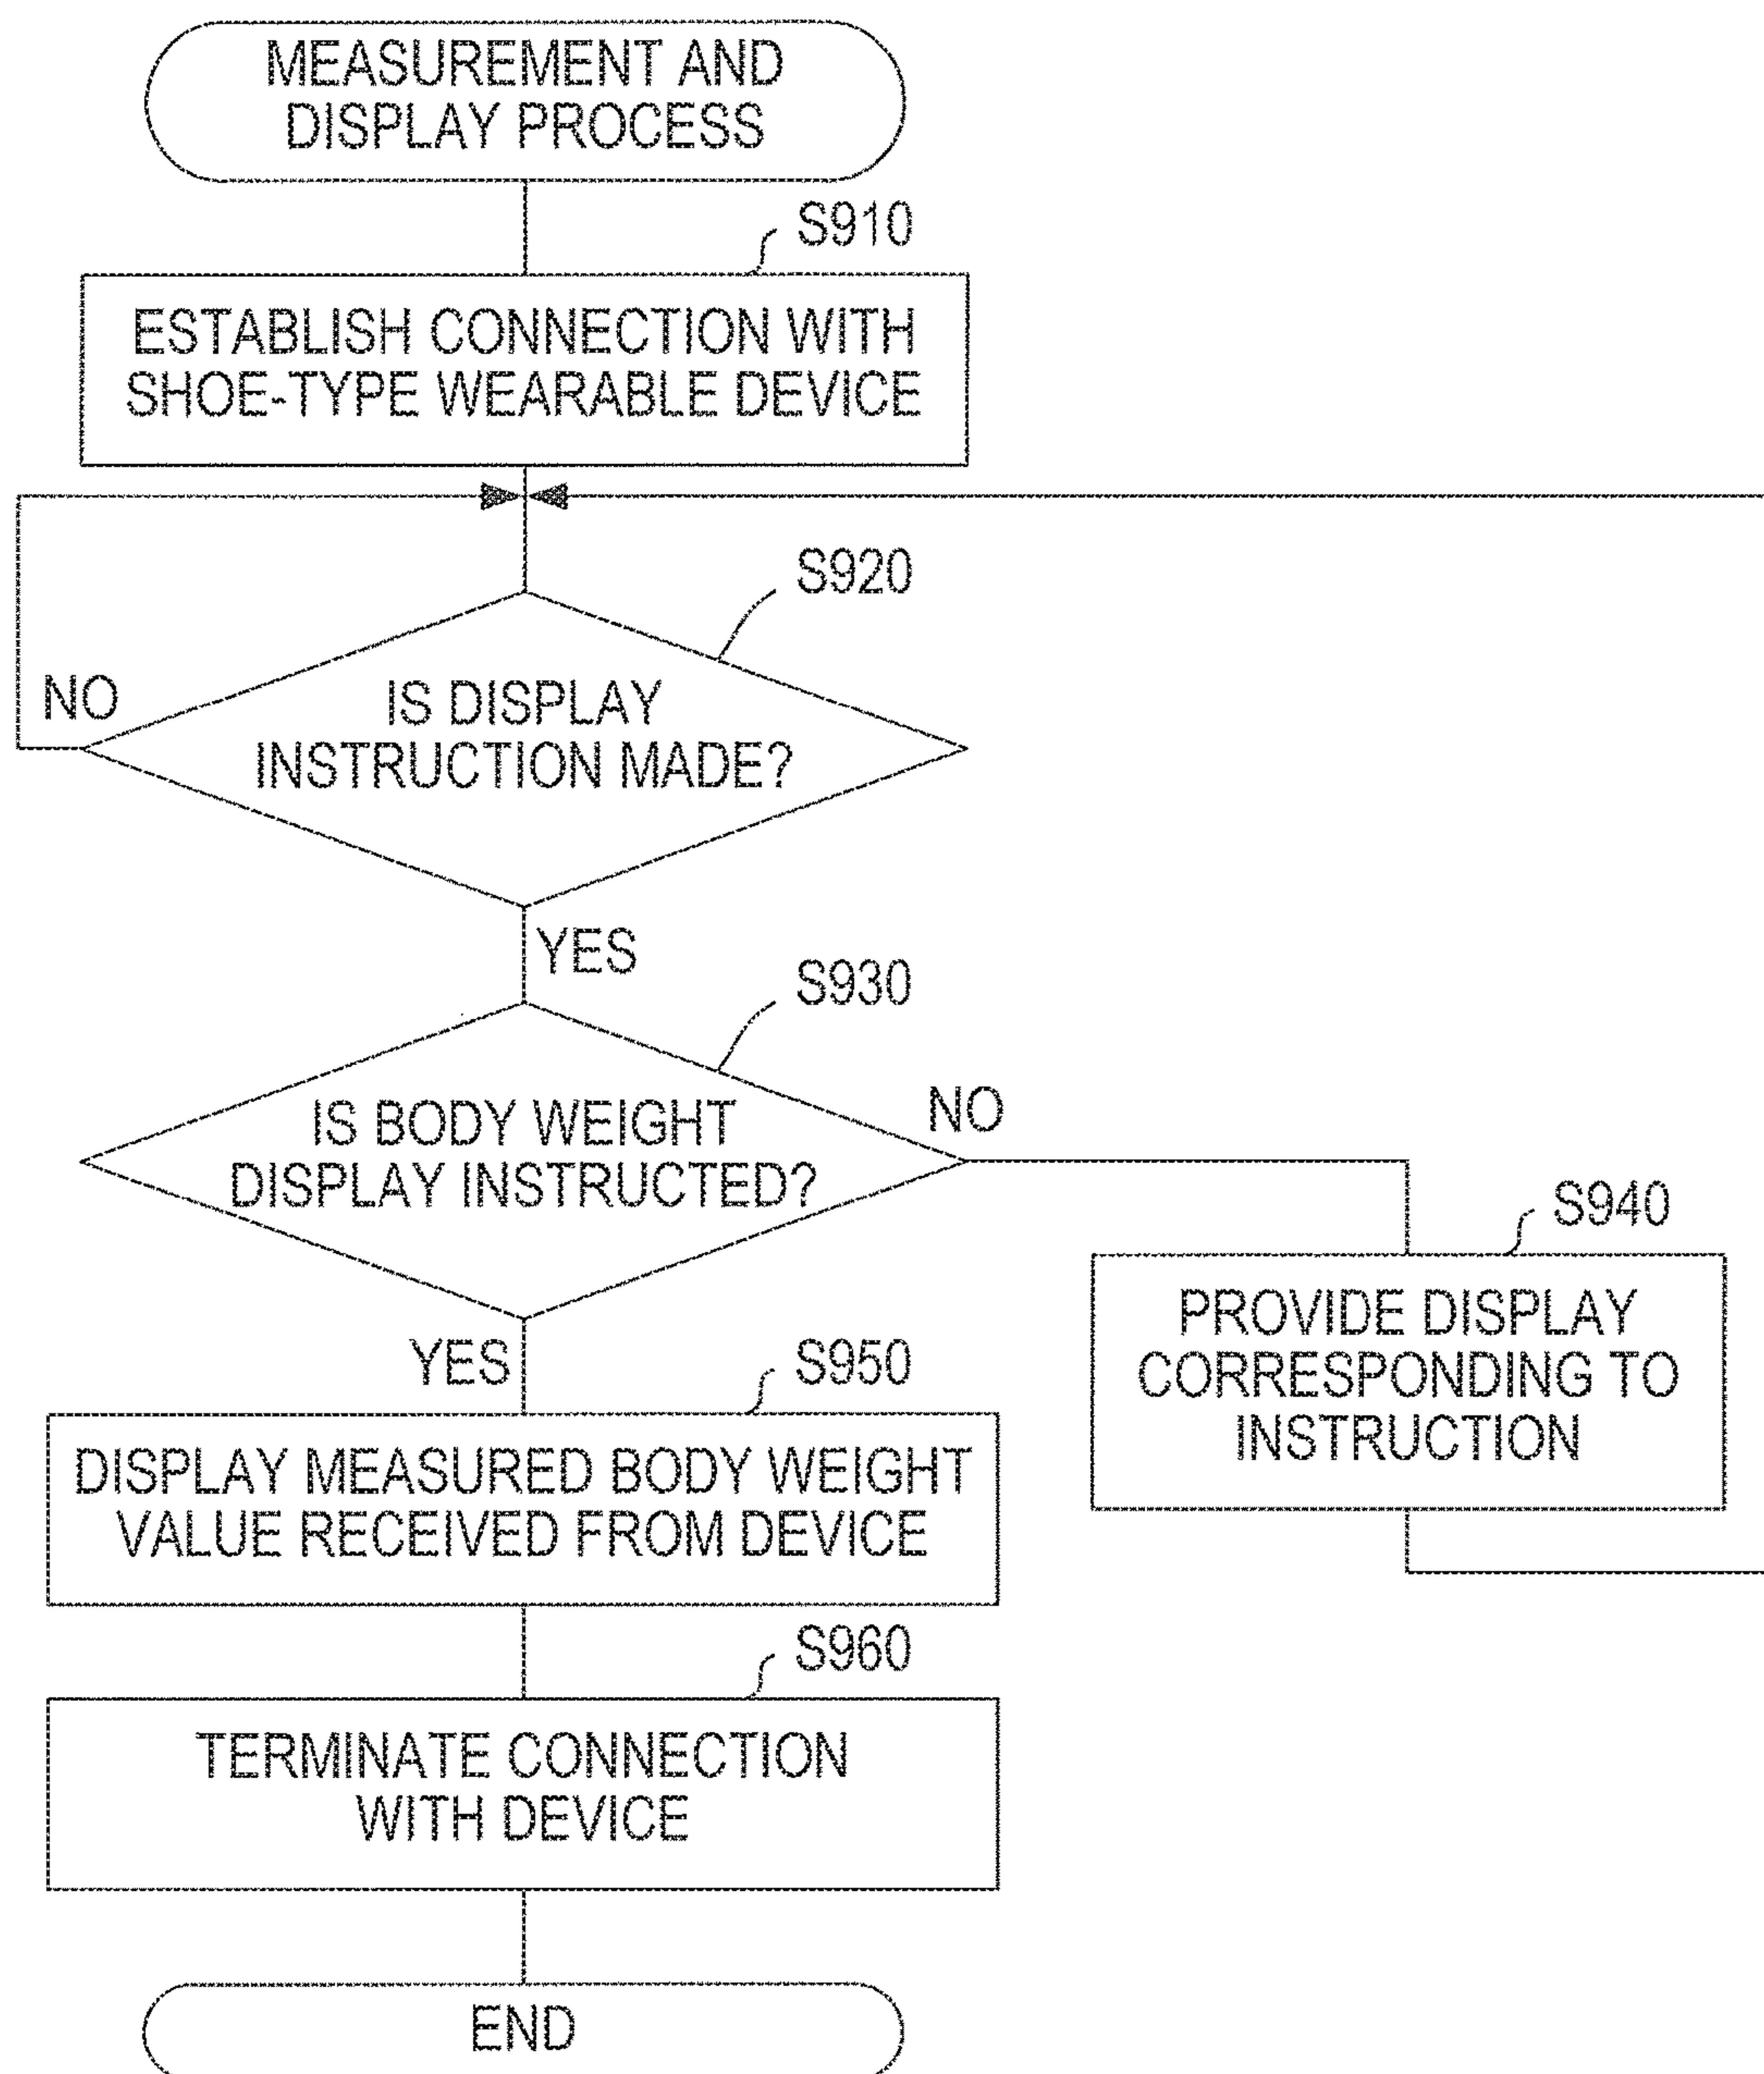 MEASUREMENT AND
DISPLAY PROCESS
S910
ESTABLISH CONNECTION WITH
SHOE-TYPE WEARABLE DEVICE
S920
NO
IS DISPLAY
INSTRUCTION MADE?
YES
S930
IS BODY WEIGHT
DISPLAY INSTRUCTED?
NO
S940
PROVIDE DISPLAY
CORRESPONDING TO
INSTRUCTION
YES
S950
DISPLAY MEASURED BODY WEIGHT
VALUE RECEIVED FROM DEVICE
S960
TERMINATE CONNECTION
WITH DEVICE
END